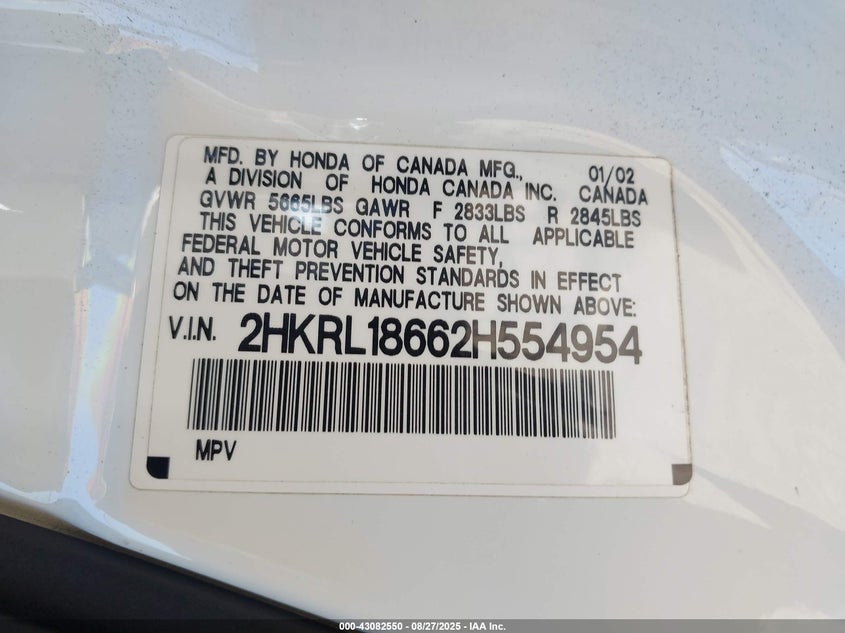 MFD. BY HONDA OF CANADA MFG., 01/02
A DIVISION OF HONDA CANADA INC. CANADA
GVWR 5665LBS GAWR F 2833LBS R 2845LBS
THIS VEHICLE CONFORMS TO ALL APPLICABLE
FEDERAL MOTOR VEHICLE SAFETY,
AND THEFT PREVENTION STANDARDS IN EFFECT
ON THE DATE OF MANUFACTURE SHOWN ABOVE:
V.I.N. 2HKRL18662H554954
MPV
000-43082550 - 08/27/2025 - IAA Inc.